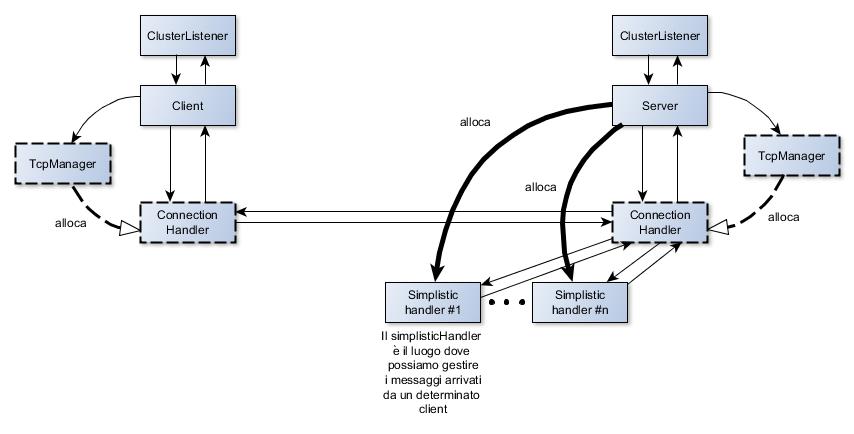 ClusterListener
ClusterListener
Client
Server
alloca
TcpManager
TcpManager
alloca
alloca
Connection
Handler
Connection
Handler
alloca
Simplistic
handler #1
Simplistic
handler #n
Il simplisticHandler
è il luogo dove
possiamo gestire
i messaggi arrivati
da un determinato
client